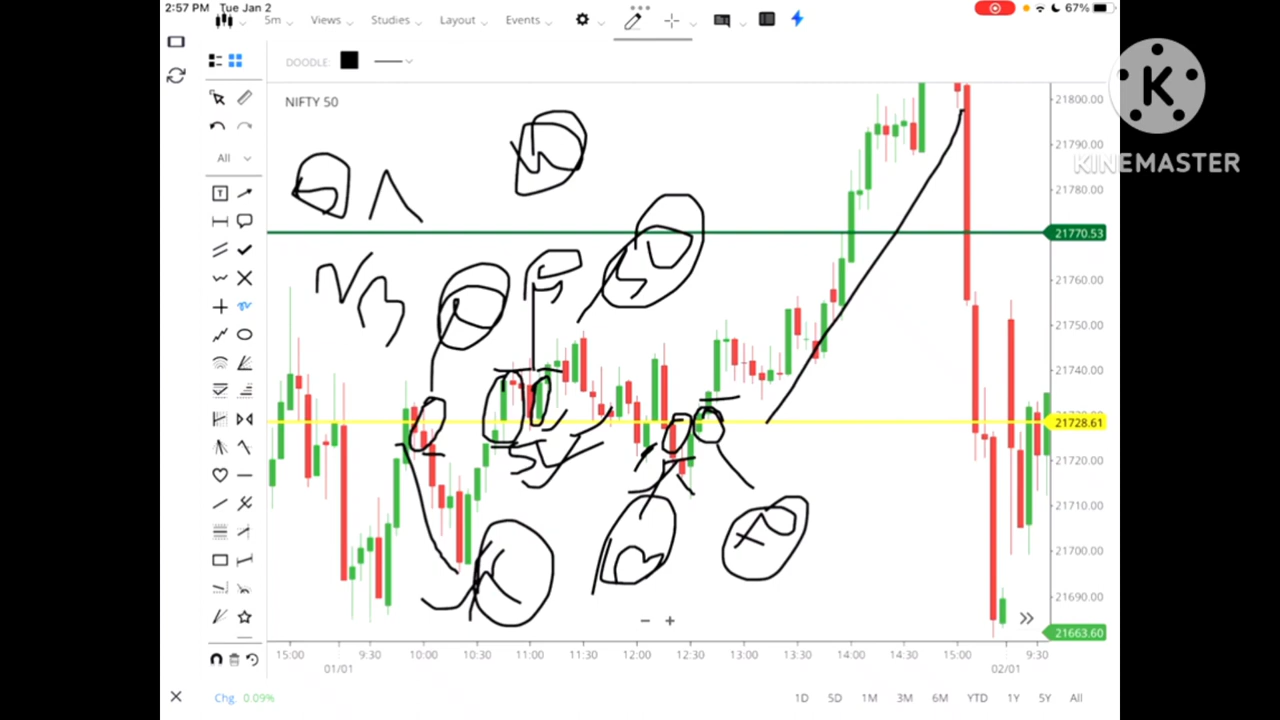 2:57 PM Tue Jan 2
67%
5m Views Studies Layout Events
DOODLE:
All
NIFTY 50
21800.00
21790.00
21780.00
21770.53
21760.00
21750.00
21740.00
21728.61
21720.00
21710.00
21700.00
21690.00
21663.60
15:00 9:30 10:00 10:30 11:00 11:30 12:00 12:30 13:00 13:30 14:00 14:30 15:00 9:30
01/01 02/01
Chg. 0.09%
1D 5D 1M 3M 6M YTD 1Y 5Y All
K
KINEMASTER